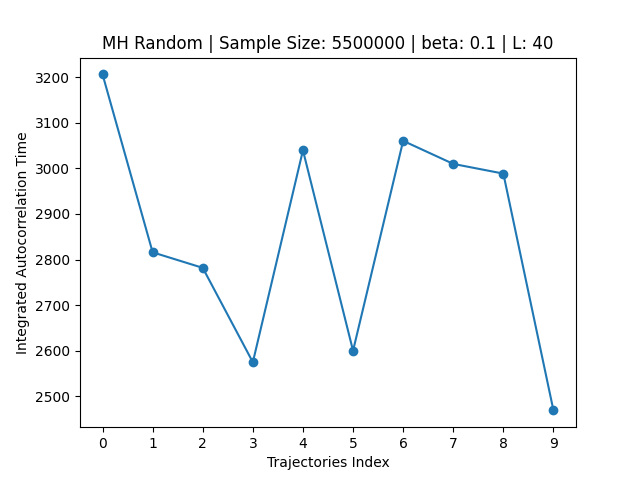 MH Random | Sample Size: 5500000 | beta: 0.1 | L: 40
3200
3100
3000
2900
2800
2700
2600
2500
Integrated Autocorrelation Time
0 1 2 3 4 5 6 7 8 9
Trajectories Index